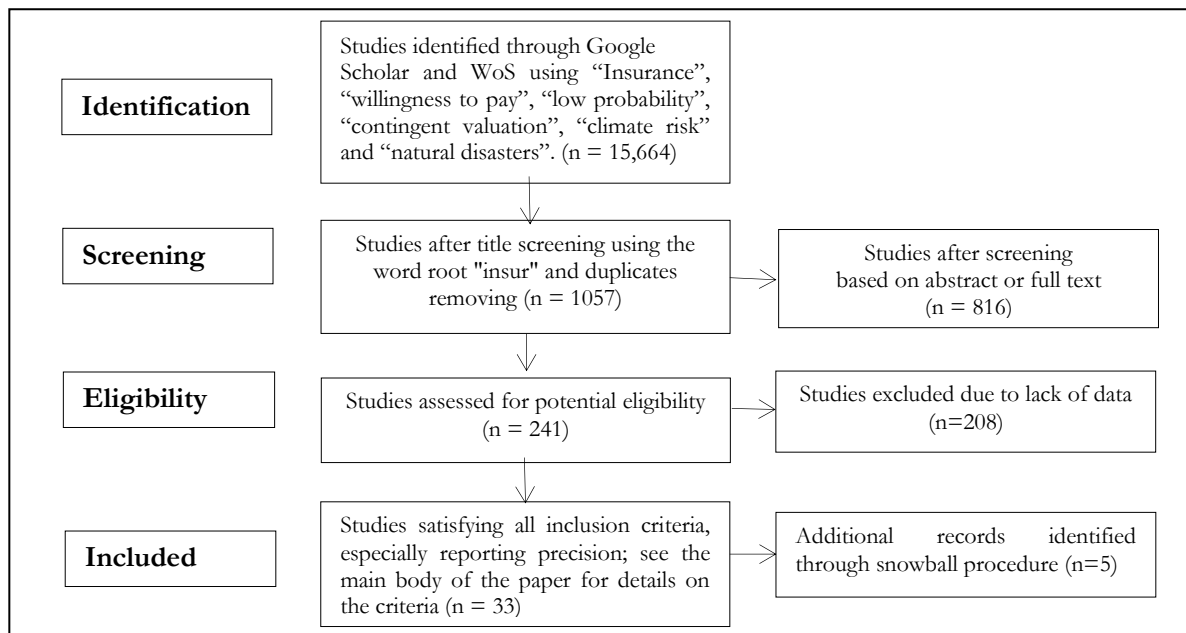 Identification
Studies identified through Google
Scholar and WoS using “Insurance”,
“willingness to pay”, “low probability”,
“contingent valuation”, “climate risk”
and “natural disasters”. (n = 15,664)
Screening
Studies after title screening using the
word root "insur" and duplicates
removing (n = 1057)
Studies after screening
based on abstract or full text
(n = 816)
Eligibility
Studies assessed for potential eligibility
(n = 241)
Studies excluded due to lack of data
(n=208)
Included
Studies satisfying all inclusion criteria,
especially reporting precision; see the
main body of the paper for details on
the criteria (n = 33)
Additional records identified
through snowball procedure (n=5)